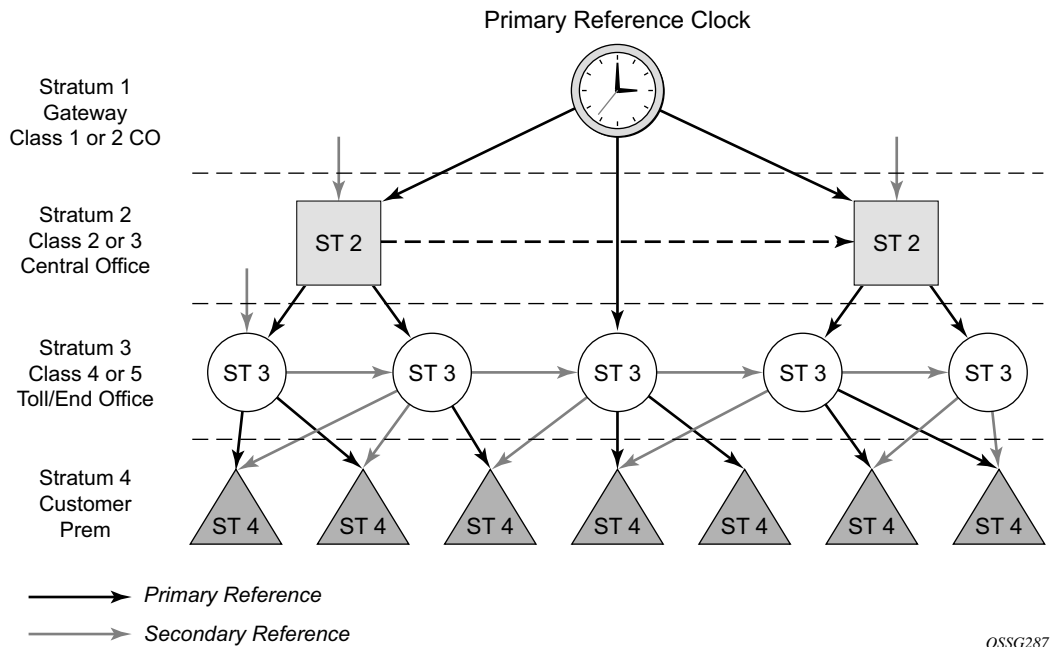 Primary Reference Clock
Stratum 1
Gateway
Class 1 or 2 CO
Stratum 2
Class 2 or 3
Central Office
ST 2
ST 2
Stratum 3
Class 4 or 5
Toll/End Office
ST 3
ST 3
ST 3
ST 3
ST 3
Stratum 4
Customer
Prem
ST 4
ST 4
ST 4
ST 4
ST 4
ST 4
ST 4
Primary Reference
Secondary Reference
OSSG287